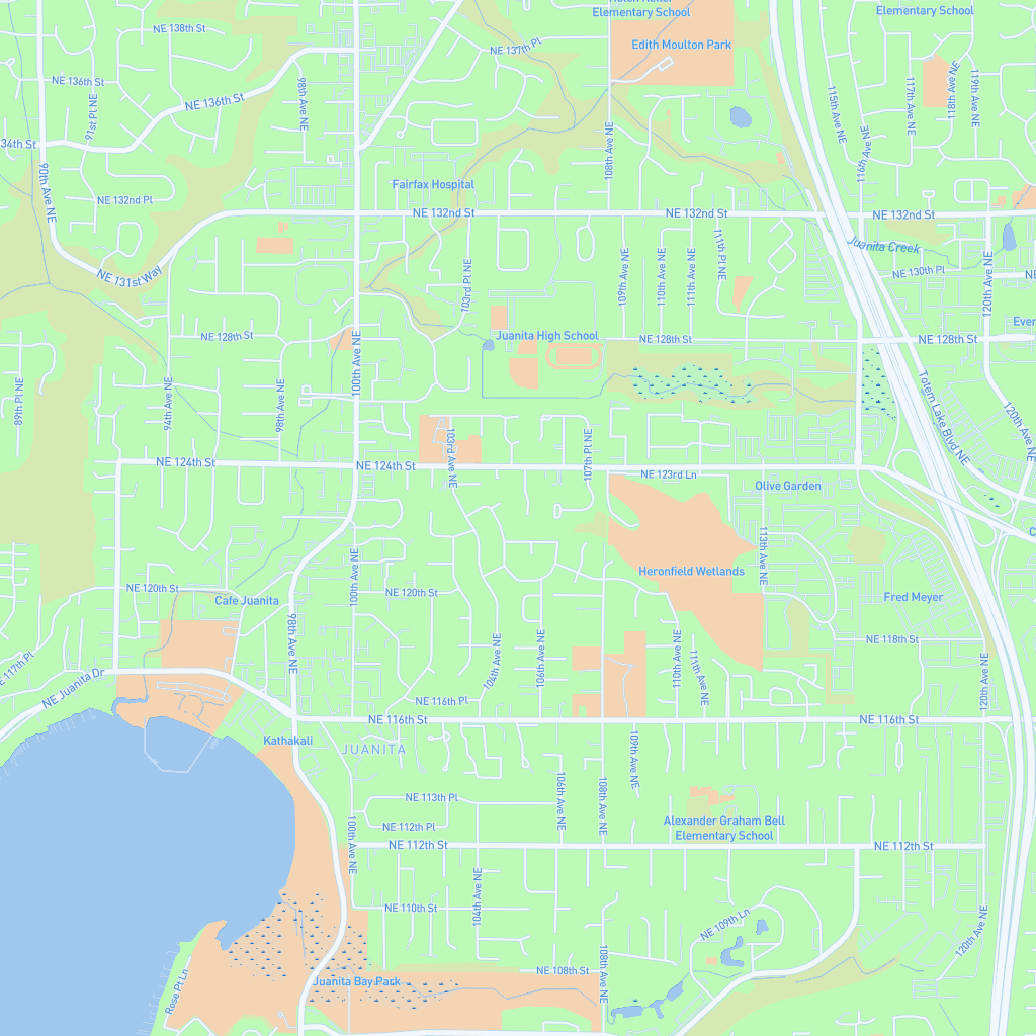 Elementary School
Elementary School
NE 138th St
Edith Moulton Park
NE 137th Pl
NE 136th St
NE 136th St
91st Pl NE
98th Ave NE
115th Ave NE
117th Ave NE
118th Ave NE
119th Ave NE
34th St
108th Ave NE
116th Ave NE
90th Ave NE
Fairfax Hospital
NE 132nd Pl
NE 132nd St
NE 132nd St
NE 132nd St
Juanita Creek
111th Pl NE
NE 131st Way
103rd Pl NE
109th Ave NE
110th Ave NE
111th Ave NE
NE 130th Pl
120th Ave NE
NE
Ever
NE 128th St
Juanita High School
NE 128th St
NE 128th St
100th Ave NE
89th Pl NE
94th Ave NE
98th Ave NE
Totem Lake Blvd NE
120th Ave NE
103rd Ave NE
107th Pl NE
NE 124th St
NE 124th St
NE 123rd Ln
Olive Garden
C
113th Ave NE
100th Ave NE
Heronfield Wetlands
NE 120th St
NE 120th St
Cafe Juanita
Fred Meyer
98th Ave NE
NE 118th St
NE 117th Pl
104th Ave NE
106th Ave NE
110th Ave NE
111th Ave NE
120th Ave NE
NE Juanita Dr
NE 116th Pl
NE 116th St
NE 116th St
Kathakali
JUANITA
109th Ave NE
106th Ave NE
108th Ave NE
NE 113th Pl
Alexander Graham Bell
Elementary School
NE 112th Pl
100th Ave NE
NE 112th St
NE 112th St
104th Ave NE
NE 110th St
NE 109th Ln
120th Ave NE
108th Ave NE
NE 108th St
Rose Pt Ln
Juanita Bay Park